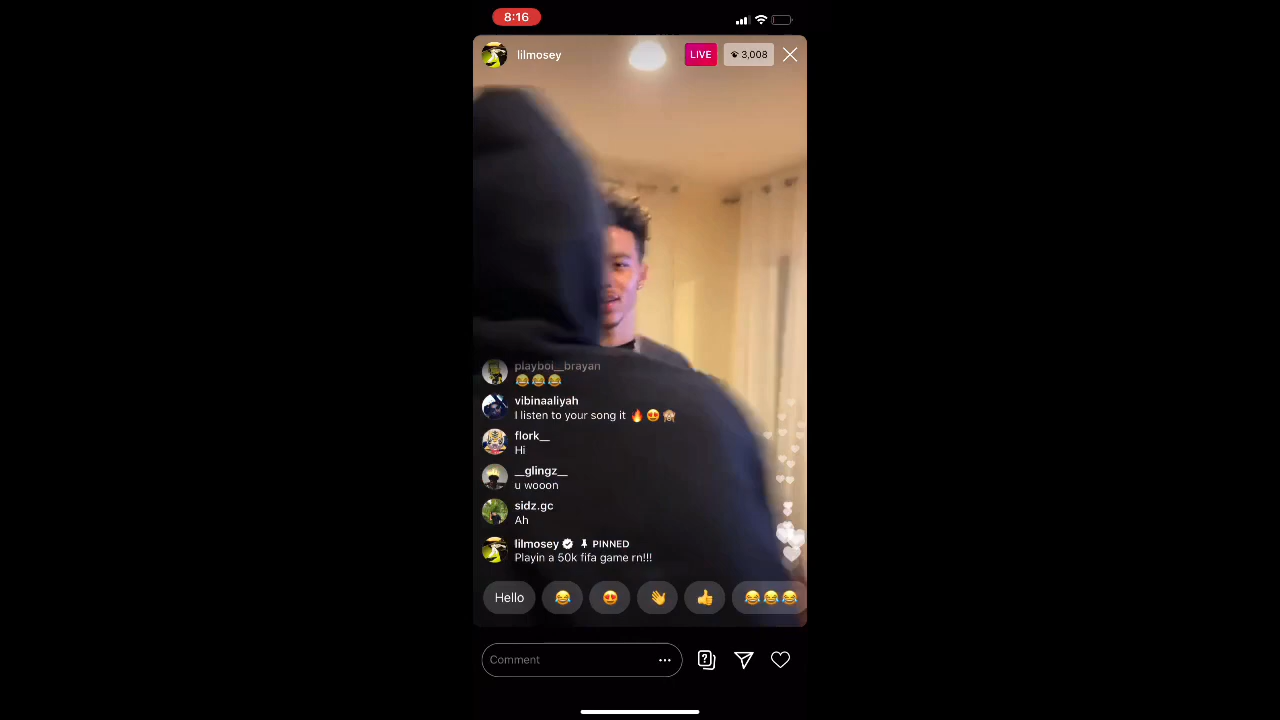 8:16
lilmosey
LIVE
3,008
playboi__brayan
😂😂😂
vibinaaliyah
I listen to your song it 🔥😍🙈
flork__
Hi
__glingz__
u wooon
sidz.gc
Ah
lilmosey PINNED
Playin a 50k fifa game rn!!!
Hello 😂 😍 👋 👍 😂😂😂
Comment